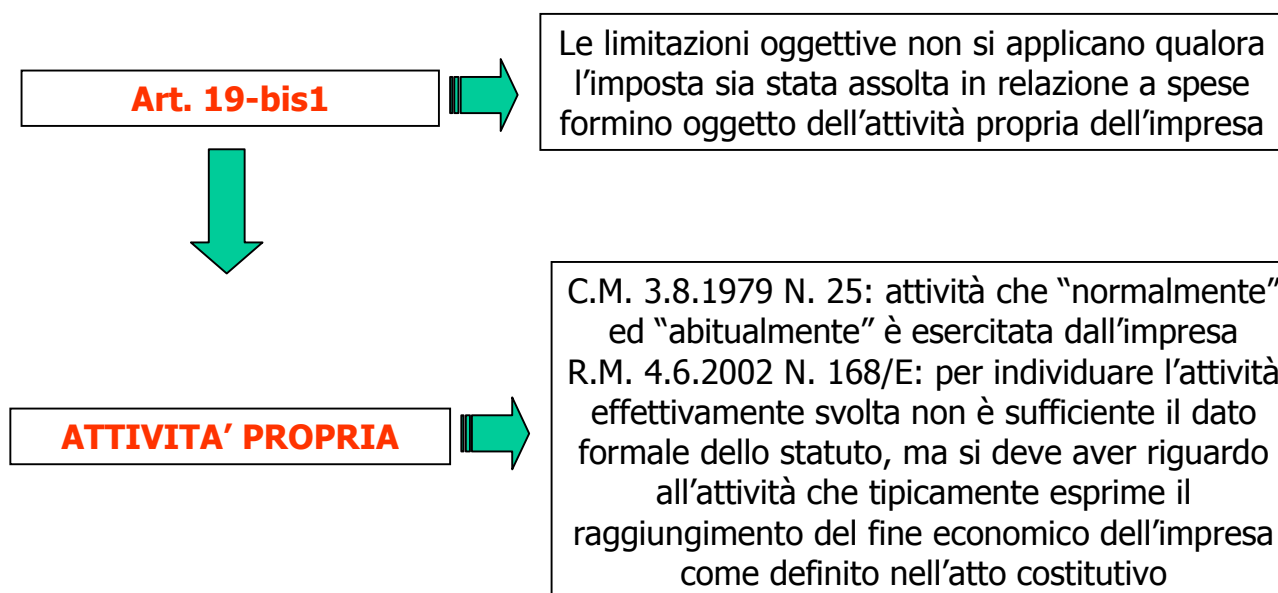 Art. 19-bis1
Le limitazioni oggettive non si applicano qualora
l’imposta sia stata assolta in relazione a spese
formino oggetto dell’attività propria dell’impresa
ATTIVITA’ PROPRIA
C.M. 3.8.1979 N. 25: attività che “normalmente”
ed “abitualmente” è esercitata dall’impresa
R.M. 4.6.2002 N. 168/E: per individuare l’attività
effettivamente svolta non è sufficiente il dato
formale dello statuto, ma si deve aver riguardo
all’attività che tipicamente esprime il
raggiungimento del fine economico dell’impresa
come definito nell’atto costitutivo